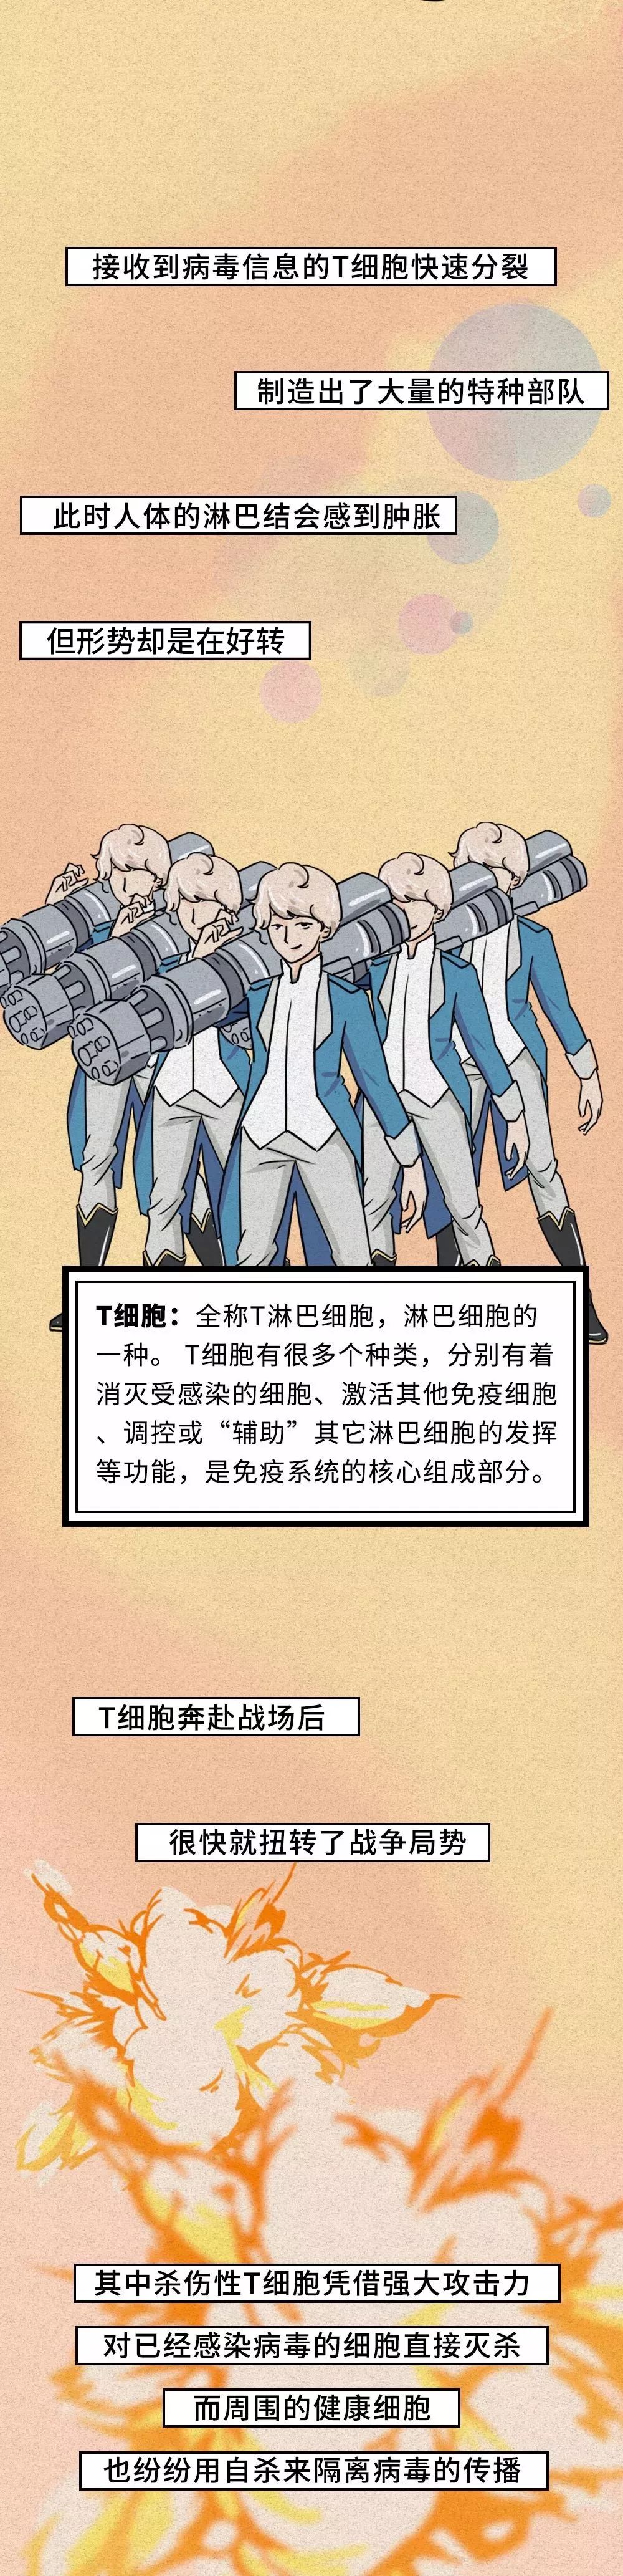 接收到病毒信息的T细胞快速分裂
制造出了大量的特种部队
此时人体的淋巴结会感到肿胀
但形势却是在好转
T细胞：全称T淋巴细胞，淋巴细胞的
一种。 T细胞有很多个种类，分别有着
消灭受感染的细胞、激活其他免疫细胞
、调控或“辅助”其它淋巴细胞的发挥
等功能，是免疫系统的核心组成部分。
T细胞奔赴战场后
很快就扭转了战争局势
其中杀伤性T细胞凭借强大攻击力
对已经感染病毒的细胞直接灭杀
而周围的健康细胞
也纷纷用自杀来隔离病毒的传播